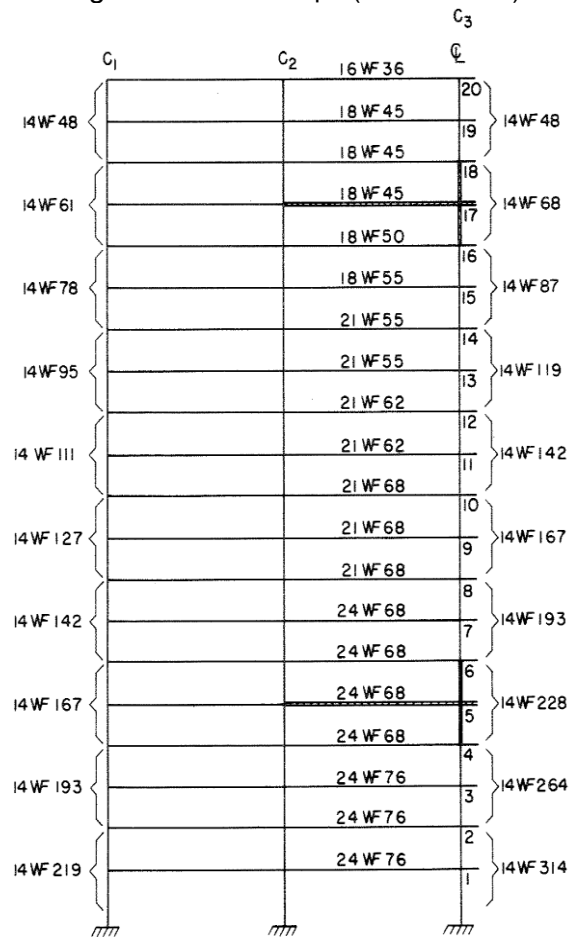 C3
C1 C2 ℄
16 WF 36
20
18 WF 45
14 WF 48 19 14 WF 48
18 WF 45
18
18 WF 45
14 WF 61 17 14 WF 68
18 WF 50
16
18 WF 55
14 WF 78 15 14 WF 87
21 WF 55
14
21 WF 55
14 WF 95 13 14 WF 119
21 WF 62
12
21 WF 62
14 WF 111 11 14 WF 142
21 WF 68
10
21 WF 68
14 WF 127 9 14 WF 167
21 WF 68
8
24 WF 68
14 WF 142 7 14 WF 193
24 WF 68
6
24 WF 68
14 WF 167 5 14 WF 228
24 WF 68
4
24 WF 76
14 WF 193 3 14 WF 264
24 WF 76
2
24 WF 76
14 WF 219 1 14 WF 314